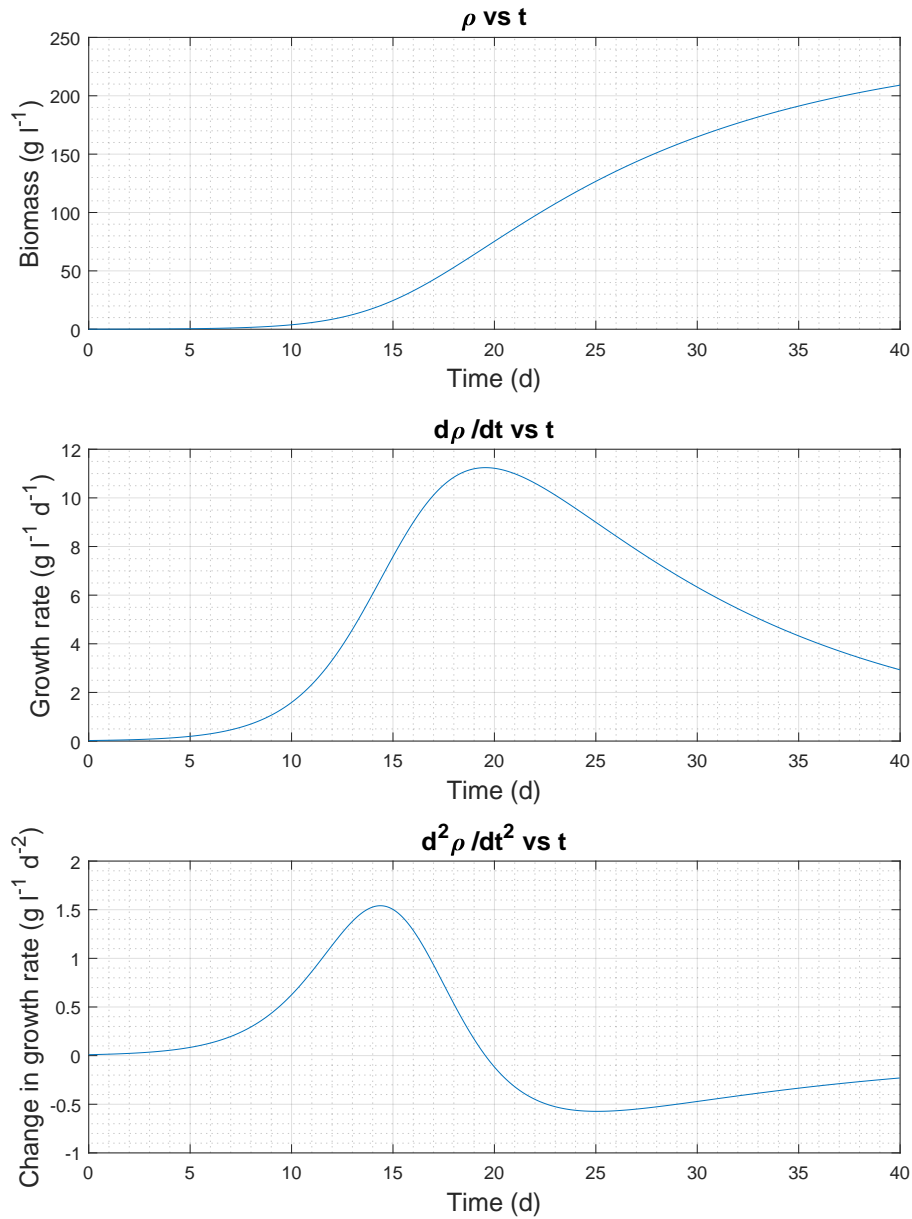 ρ vs t
250
200
150
100
50
0
Biomass (g l⁻¹)
0 5 10 15 20 25 30 35 40
Time (d)
dρ /dt vs t
12
10
8
6
4
2
0
Growth rate (g l⁻¹ d⁻¹)
0 5 10 15 20 25 30 35 40
Time (d)
d²ρ /dt² vs t
2
1.5
1
0.5
0
-0.5
-1
Change in growth rate (g l⁻¹ d⁻²)
0 5 10 15 20 25 30 35 40
Time (d)